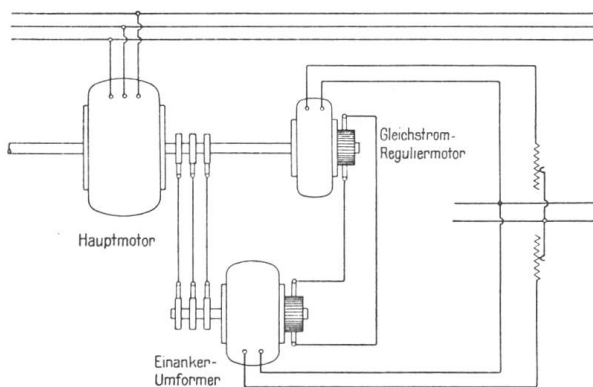 Gleichstrom-
Reguliermotor
Hauptmotor
Einanker-
Umformer